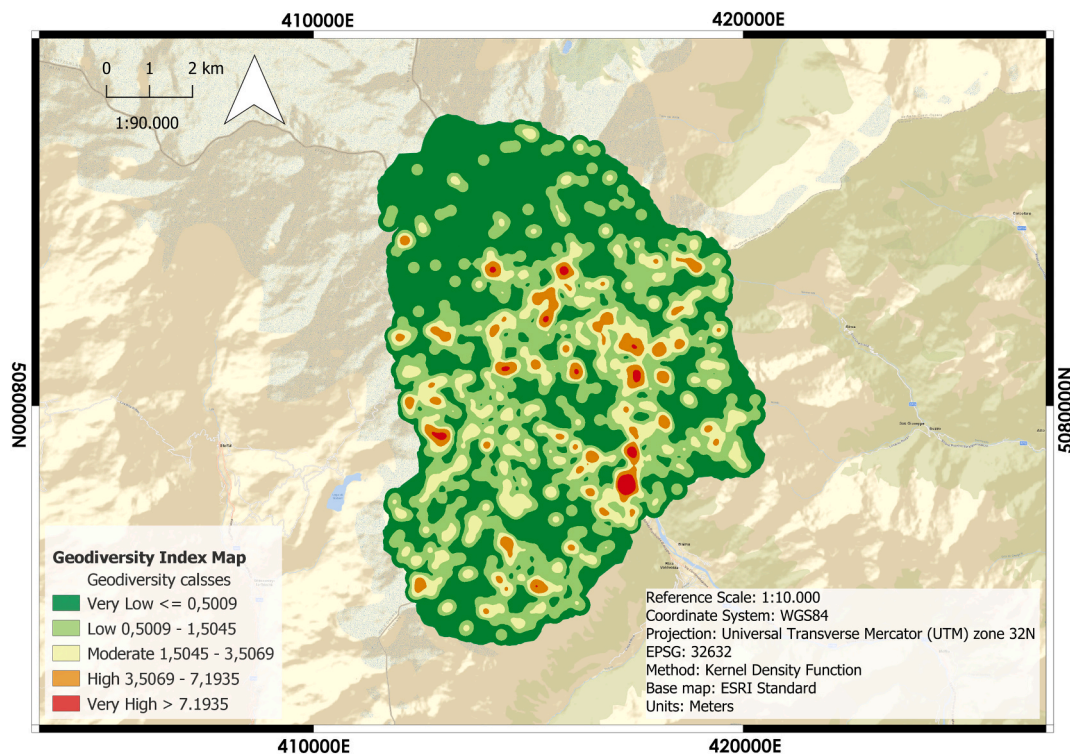 410000E
420000E
0 1 2 km
1:90.000
5080000N
5080000N
Geodiversity Index Map
Geodiversity calsses
Very Low <= 0,5009
Low 0,5009 - 1,5045
Moderate 1,5045 - 3,5069
High 3,5069 - 7,1935
Very High > 7.1935
Reference Scale: 1:10.000
Coordinate System: WGS84
Projection: Universal Transverse Mercator (UTM) zone 32N
EPSG: 32632
Method: Kernel Density Function
Base map: ESRI Standard
Units: Meters
410000E
420000E